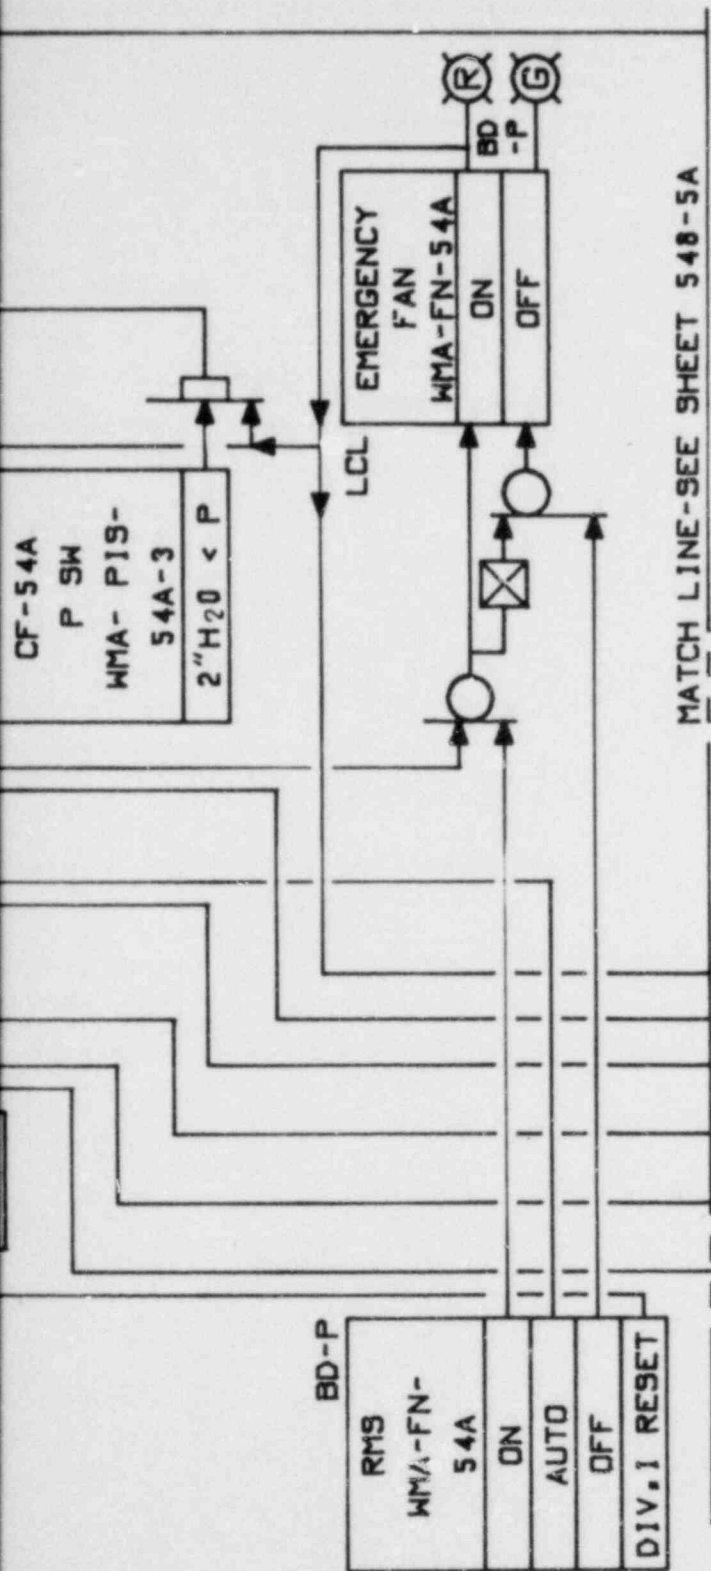 R
G
BD
-P
EMERGENCY
FAN
WMA-FN-54A
ON
OFF
LCL
CF-54A
P SW
WMA- PIS-
54A-3
2"H2O < P
MATCH LINE-SEE SHEET 548-5A
BD-P
RMS
WMA-FN-
54A
ON
AUTO
OFF
DIV. 1 RESET